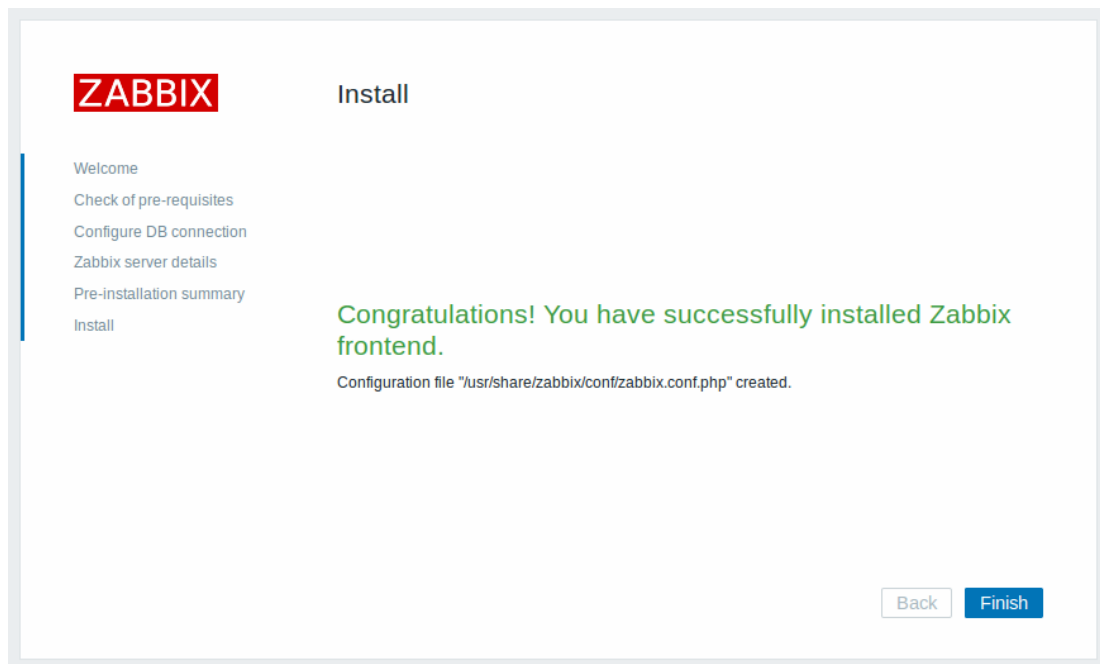 ZABBIX
Install
Welcome
Check of pre-requisites
Configure DB connection
Zabbix server details
Pre-installation summary
Install
Congratulations! You have successfully installed Zabbix
frontend.
Configuration file "/usr/share/zabbix/conf/zabbix.conf.php" created.
Back Finish